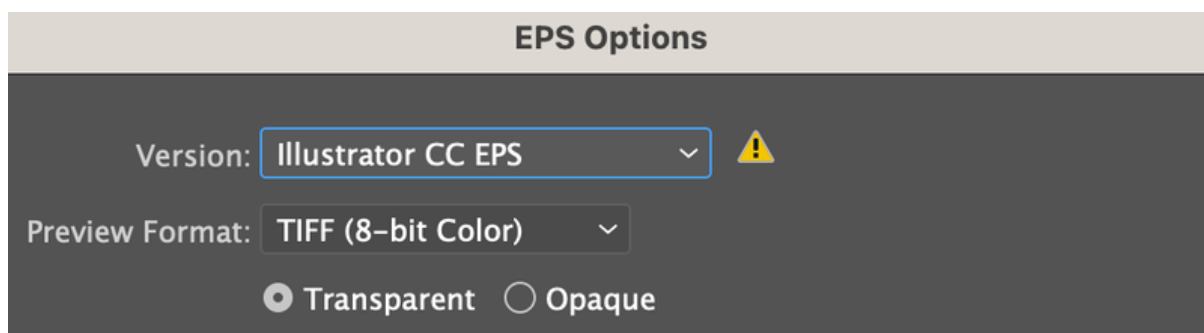 EPS Options
Version: Illustrator CC EPS
Preview Format: TIFF (8-bit Color)
Transparent Opaque